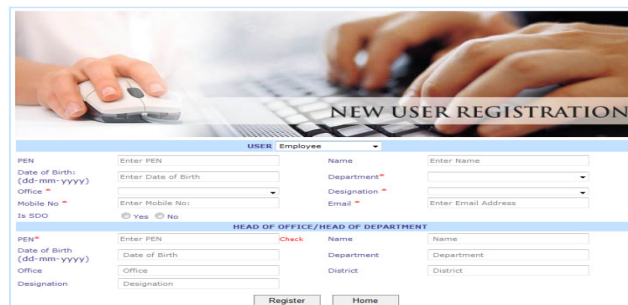 NEW USER REGISTRATION
USER Employee
PEN Enter PEN Name Enter Name
Date of Birth: (dd-mm-yyyy) Enter Date of Birth Department*
Office * Designation *
Mobile No * Enter Mobile No: Email * Enter Email Address
Is SDO Yes No
HEAD OF OFFICE/HEAD OF DEPARTMENT
PEN* Enter PEN Check Name Name
Date of Birth (dd-mm-yyyy) Date of Birth Department Department
Office Office District District
Designation Designation
Register Home